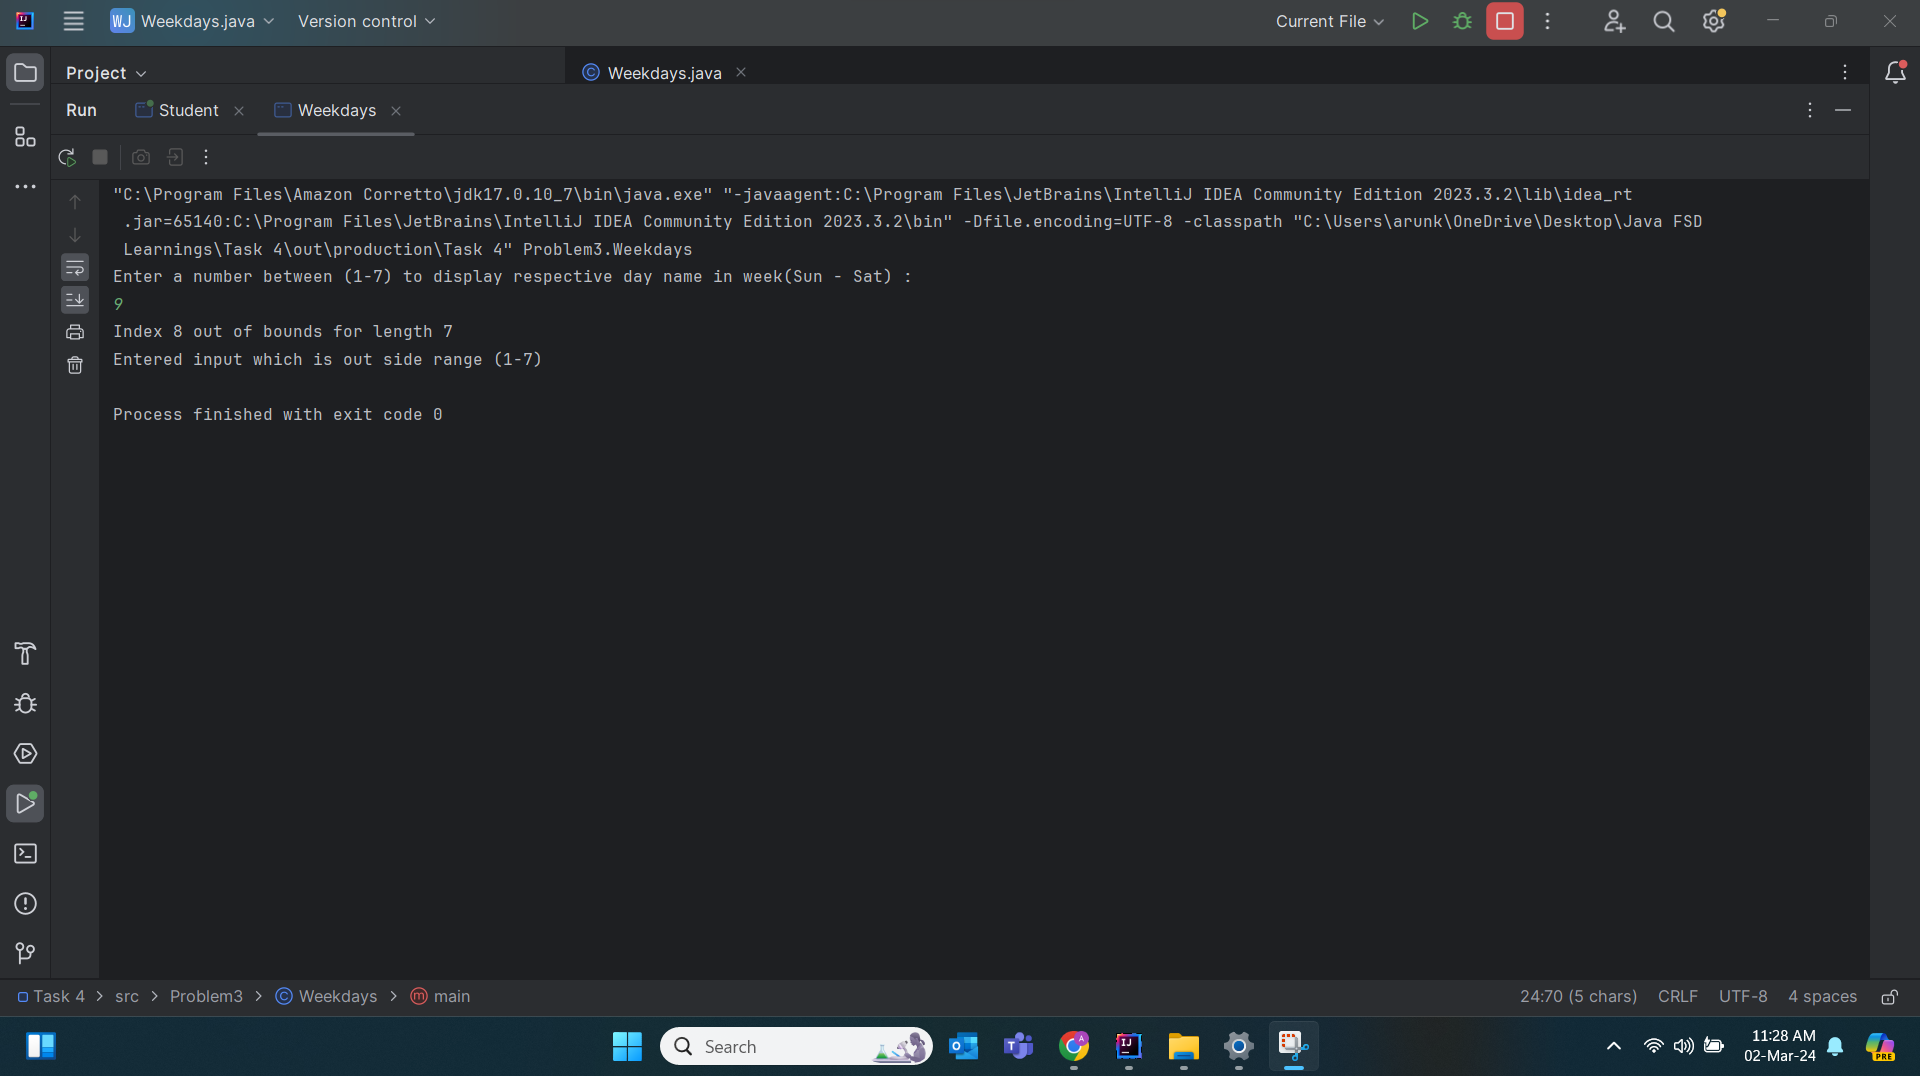 WJ Weekdays.java Version control Current File
Project Weekdays.java
Run Student Weekdays
"C:\Program Files\Amazon Corretto\jdk17.0.10_7\bin\java.exe" "-javaagent:C:\Program Files\JetBrains\IntelliJ IDEA Community Edition 2023.3.2\lib\idea_rt
.jar=65140:C:\Program Files\JetBrains\IntelliJ IDEA Community Edition 2023.3.2\bin" -Dfile.encoding=UTF-8 -classpath "C:\Users\arunk\OneDrive\Desktop\Java FSD
Learnings\Task 4\out\production\Task 4" Problem3.Weekdays
Enter a number between (1-7) to display respective day name in week(Sun - Sat) :
9
Index 8 out of bounds for length 7
Entered input which is out side range (1-7)
Process finished with exit code 0
Task 4 > src > Problem3 > Weekdays > main 24:70 (5 chars) CRLF UTF-8 4 spaces
Search
11:28 AM
02-Mar-24
PRE